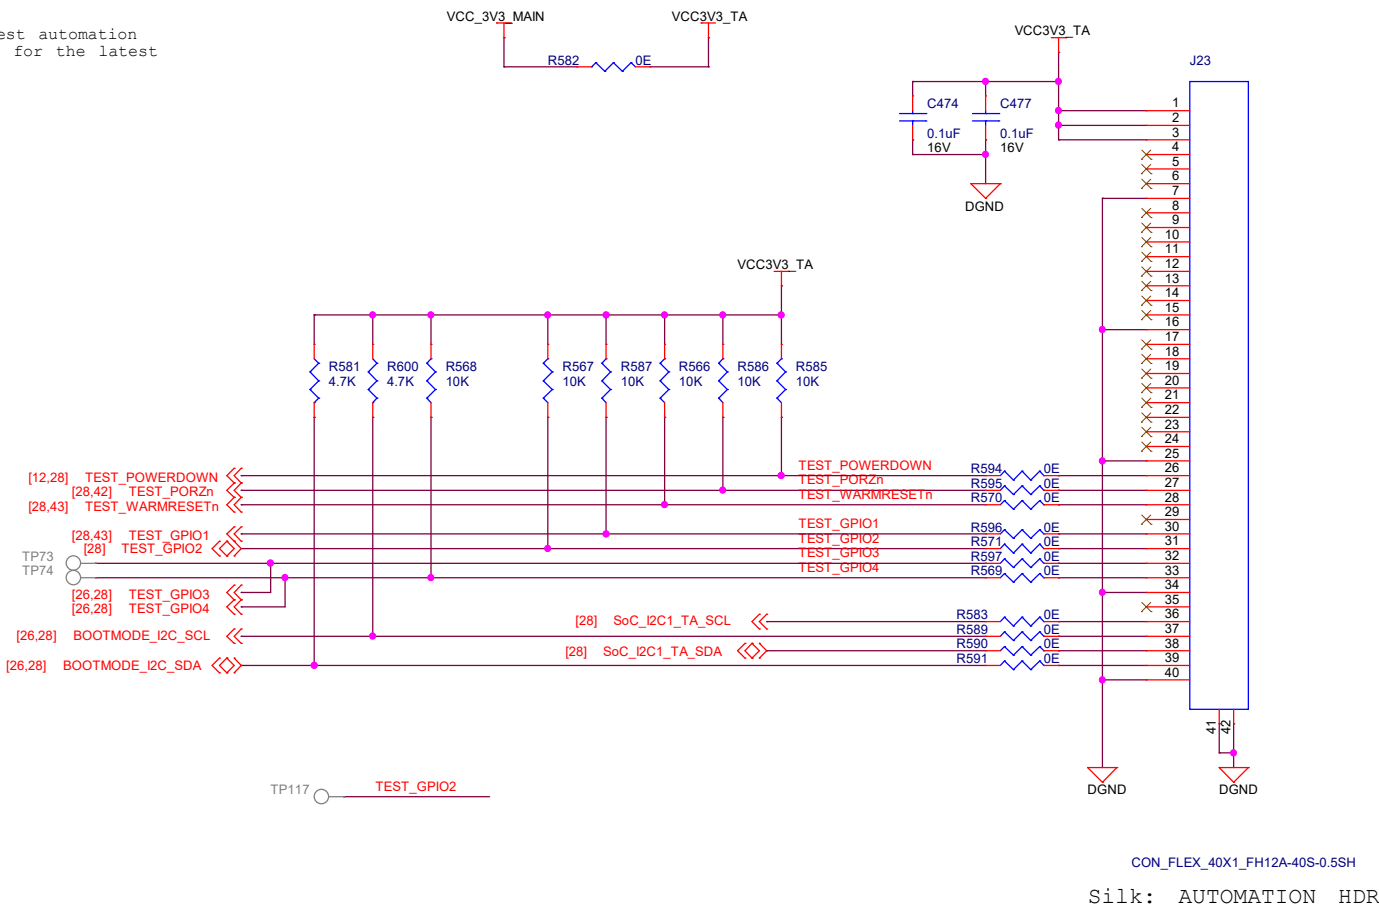 VCC_3V3_MAIN VCC3V3_TA
est automation
for the latest
R582 0E
VCC3V3_TA
J23
C474 C477
0.1uF 0.1uF
16V 16V
DGND
1
2
3
4
5
6
7
8
9
10
11
12
13
14
15
16
17
18
19
20
21
22
23
24
25
26
27
28
29
30
31
32
33
34
35
36
37
38
39
40
41
42
VCC3V3_TA
R581 R600 R568 R567 R587 R566 R586 R585
4.7K 4.7K 10K 10K 10K 10K 10K 10K
[12,28] TEST_POWERDOWN TEST_POWERDOWN R594 0E
[28,42] TEST_PORZn TEST_PORZn R595 0E
[28,43] TEST_WARMRESETn TEST_WARMRESETn R570 0E
[28,43] TEST_GPIO1 TEST_GPIO1 R596 0E
[28] TEST_GPIO2 TEST_GPIO2 R571 0E
TP73 TEST_GPIO3 R597 0E
TP74 TEST_GPIO4 R569 0E
[26,28] TEST_GPIO3
[26,28] TEST_GPIO4
[28] SoC_I2C1_TA_SCL R583 0E
[26,28] BOOTMODE_I2C_SCL R589 0E
[28] SoC_I2C1_TA_SDA R590 0E
[26,28] BOOTMODE_I2C_SDA R591 0E
DGND DGND
TP117 TEST_GPIO2
CON_FLEX_40X1_FH12A-40S-0.5SH
Silk: AUTOMATION HDR